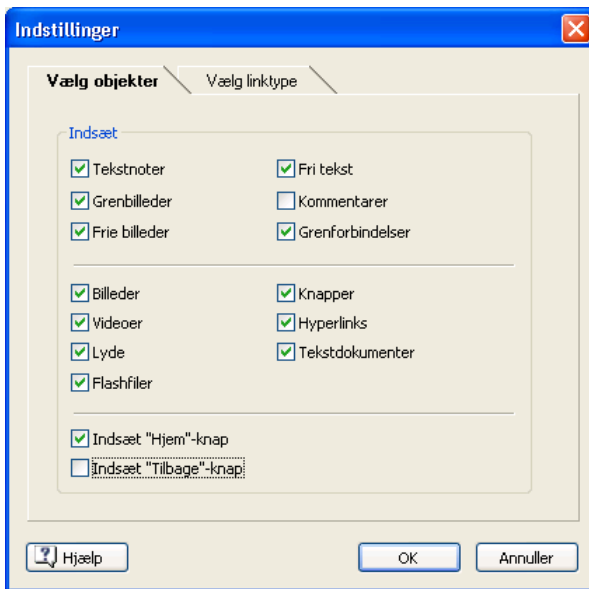 Indstillinger
Vælg objekter Vælg linktype
Indsæt
Tekstnoter Fri tekst
Grenbilleder Kommentarer
Frie billeder Grenforbindelser
Billeder Knapper
Videoer Hyperlinks
Lyde Tekstdokumenter
Flashfiler
Indsæt "Hjem"-knap
Indsæt "Tilbage"-knap
Hjælp OK Annuller